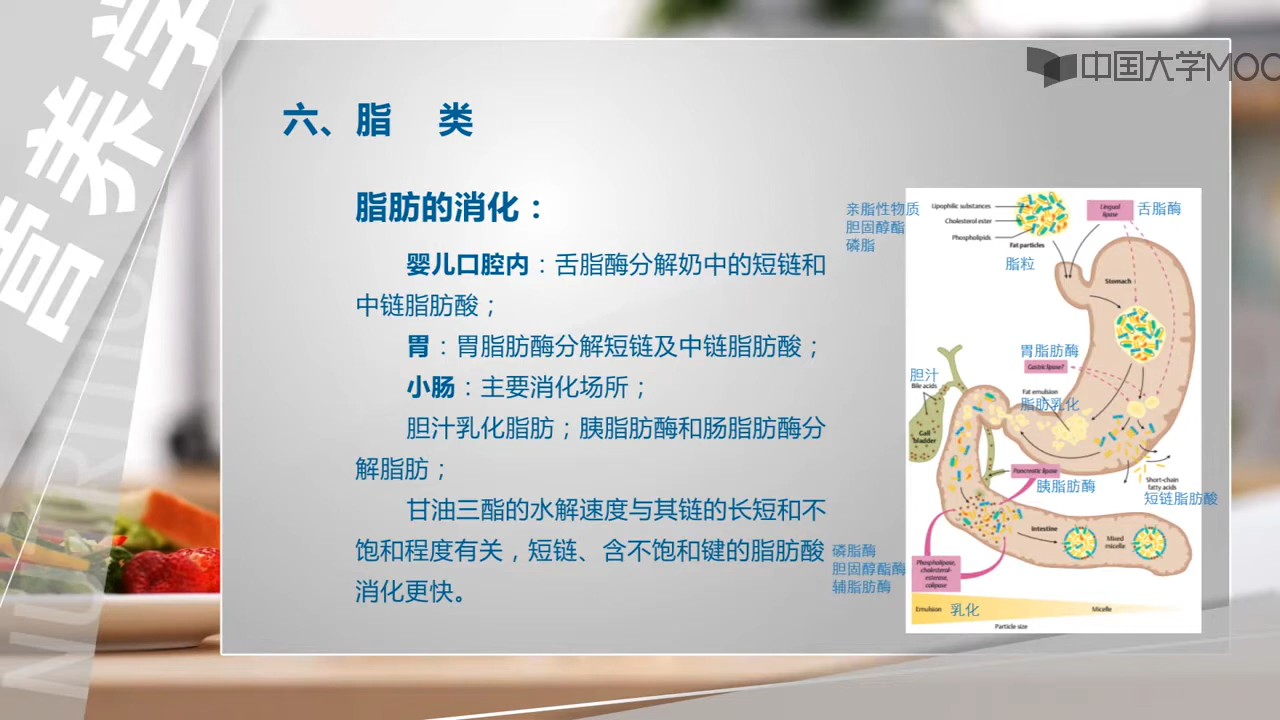 营养学
NUTRITION
中国大学MOOC
六、脂 类
脂肪的消化：
婴儿口腔内：舌脂酶分解奶中的短链和
中链脂肪酸；
胃：胃脂肪酶分解短链及中链脂肪酸；
小肠：主要消化场所；
胆汁乳化脂肪；胰脂肪酶和肠脂肪酶分
解脂肪；
甘油三酯的水解速度与其链的长短和不
饱和程度有关，短链、含不饱和键的脂肪酸
消化更快。
亲脂性物质
胆固醇酯
磷脂
Lipophilic substances
Cholesterol ester
Phospholipids
Fat particles
脂粒
Lingual
lipase
舌脂酶
Stomach
胃脂肪酶
Gastric lipase?
胆汁
Bile acids
Fat emulsion
脂肪乳化
Gall
bladder
Pancreatic lipase
胰脂肪酶
Short-chain
fatty acids
短链脂肪酸
Intestine
Mixed
micelle
磷脂酶
胆固醇酯酶
辅脂肪酶
Phospholipase,
cholesterol-
esterase,
colipase
Emulsion
乳化
Micelle
Particle size